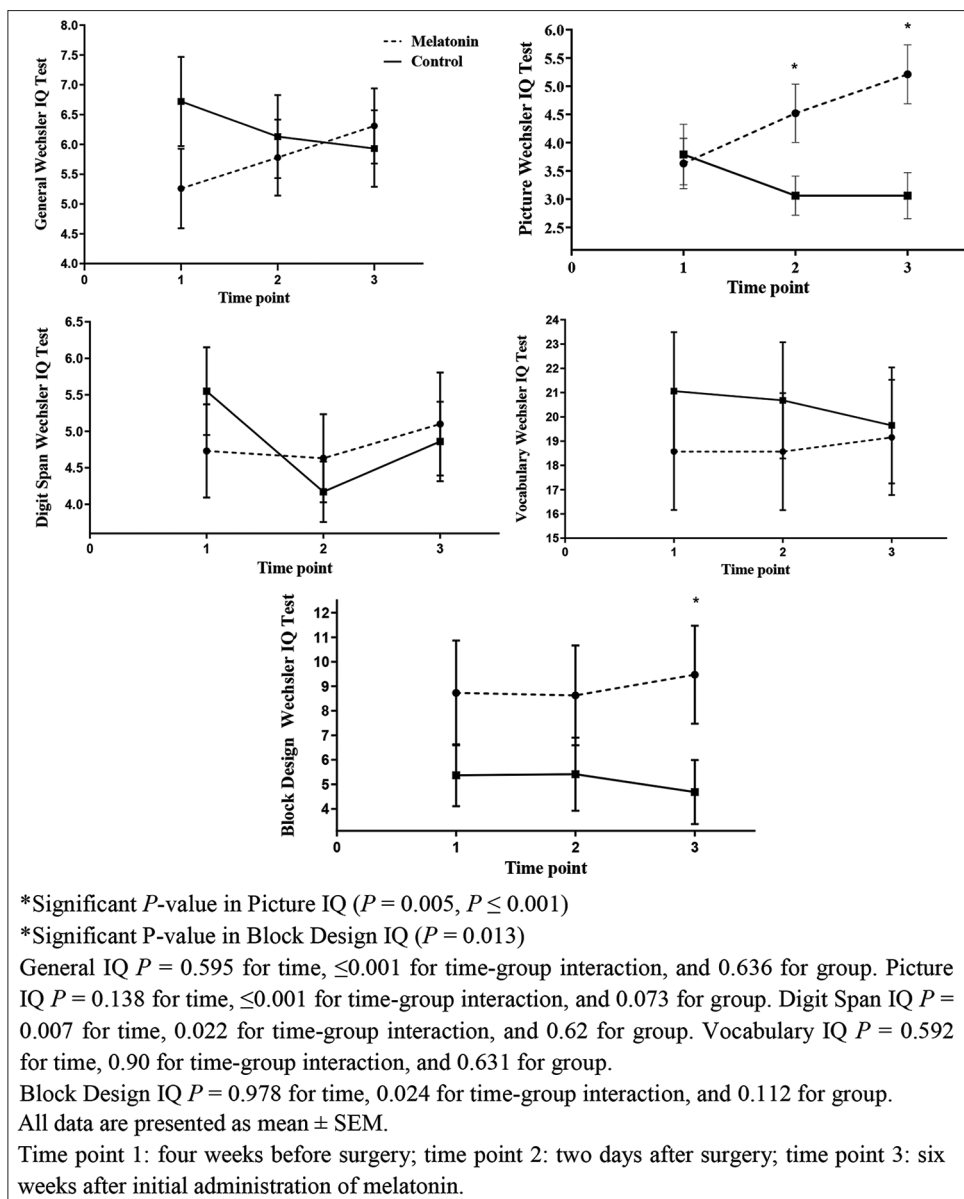 General Wechsler IQ Test
8.0
7.5
7.0
6.5
6.0
5.5
5.0
4.5
4.0
0
1
2
3
Time point
Melatonin
Control
Picture Wechsler IQ Test
6.0
5.5
5.0
4.5
4.0
3.5
3.0
2.5
*
*
0
1
2
3
Time point
Digit Span Wechsler IQ Test
6.5
6.0
5.5
5.0
4.5
4.0
0
1
2
3
Time point
Vocabulary Wechsler IQ Test
24
23
22
21
20
19
18
17
16
15
0
1
2
3
Time point
Block Design Wechsler IQ Test
12
11
10
9
8
7
6
5
4
*
0
1
2
3
Time point
*Significant P-value in Picture IQ (P = 0.005, P ≤ 0.001)
*Significant P-value in Block Design IQ (P = 0.013)
General IQ P = 0.595 for time, ≤0.001 for time-group interaction, and 0.636 for group. Picture
IQ P = 0.138 for time, ≤0.001 for time-group interaction, and 0.073 for group. Digit Span IQ P =
0.007 for time, 0.022 for time-group interaction, and 0.62 for group. Vocabulary IQ P = 0.592
for time, 0.90 for time-group interaction, and 0.631 for group.
Block Design IQ P = 0.978 for time, 0.024 for time-group interaction, and 0.112 for group.
All data are presented as mean ± SEM.
Time point 1: four weeks before surgery; time point 2: two days after surgery; time point 3: six
weeks after initial administration of melatonin.